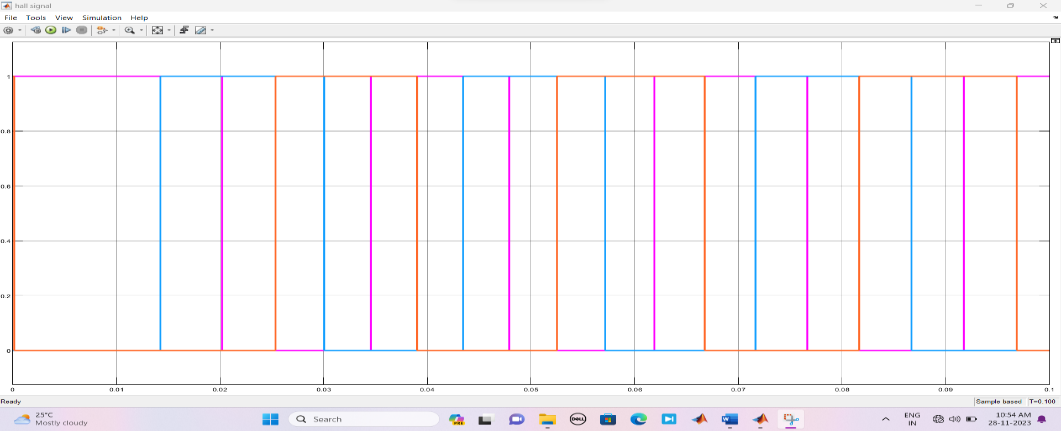 hall signal
File Tools View Simulation Help
1
0.8
0.6
0.4
0.2
0
0 0.01 0.02 0.03 0.04 0.05 0.06 0.07 0.08 0.09 0.1
Ready
Sample based T=0.100
25°C
Mostly cloudy
Search
DELL
ENG
IN
10:54 AM
28-11-2023